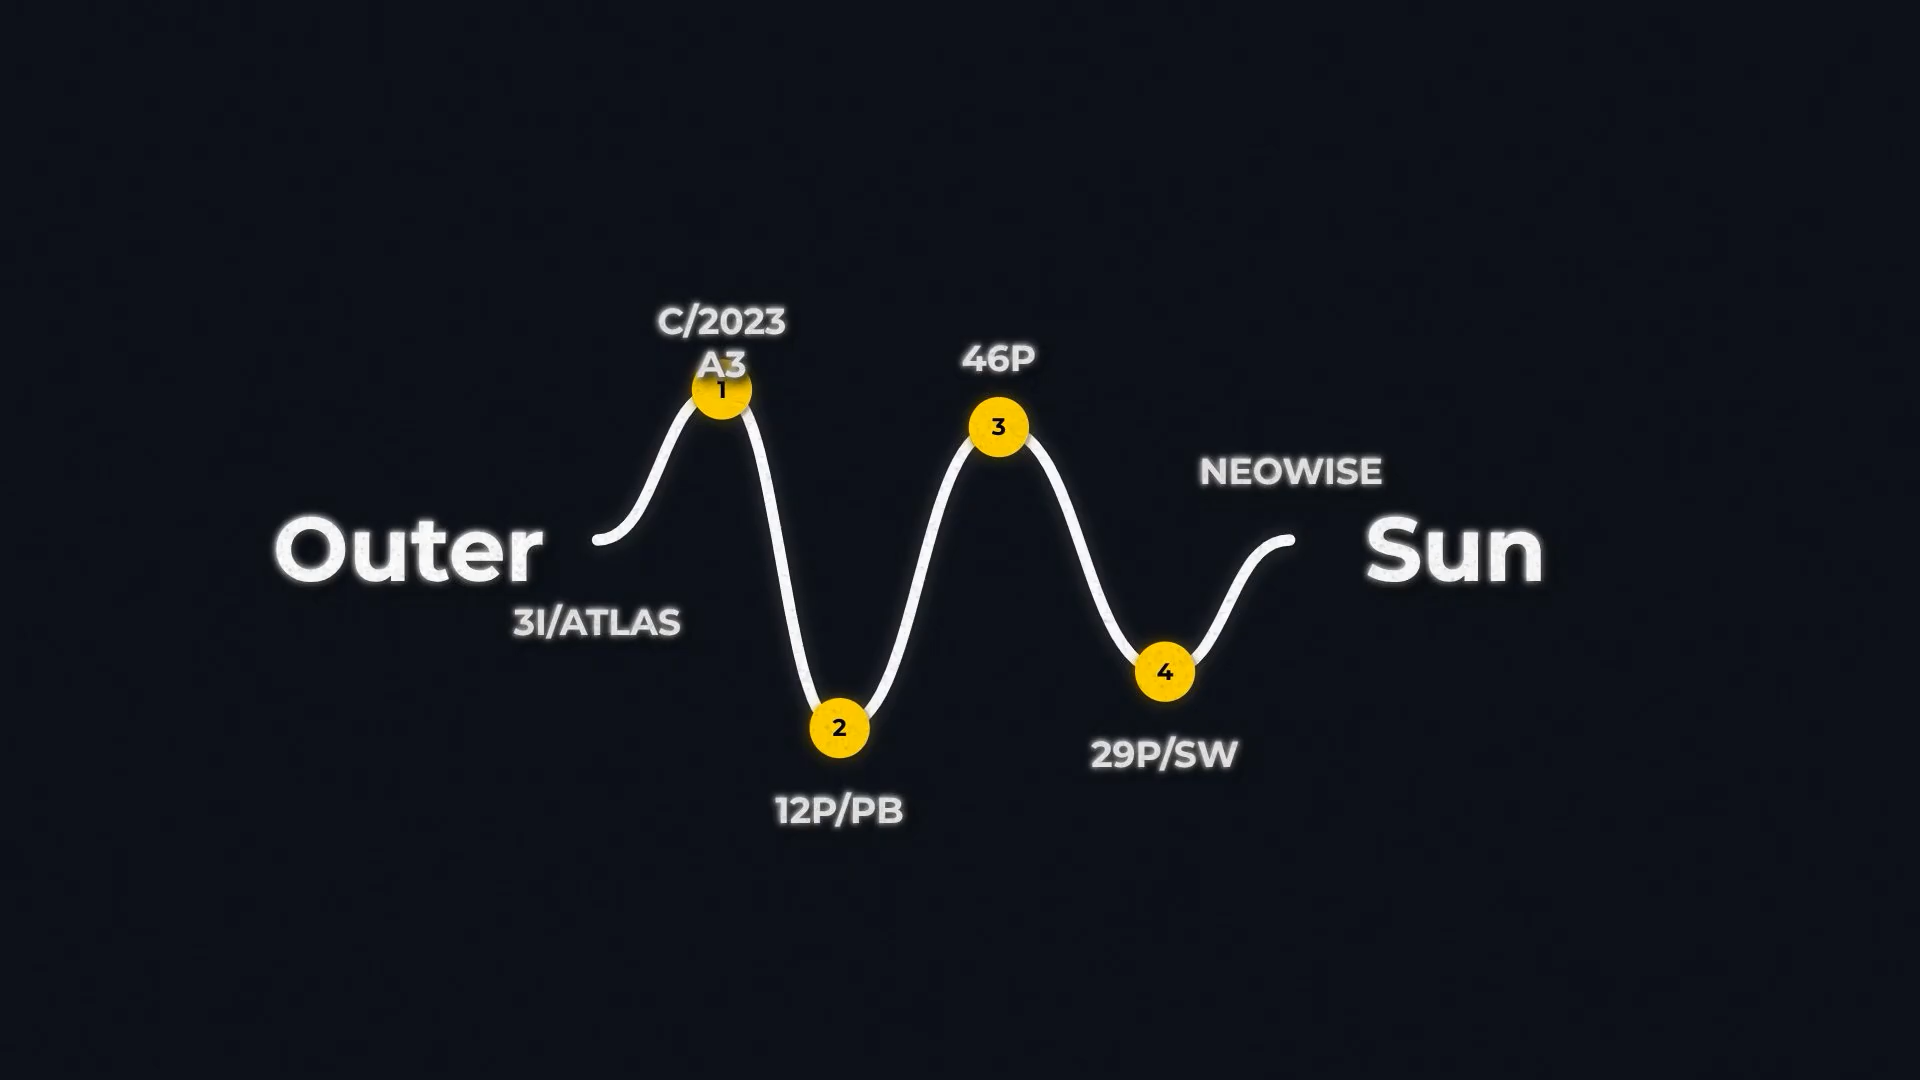 C/2023
A3
1
46P
3
NEOWISE
Outer
Sun
3I/ATLAS
4
2
29P/SW
12P/PB